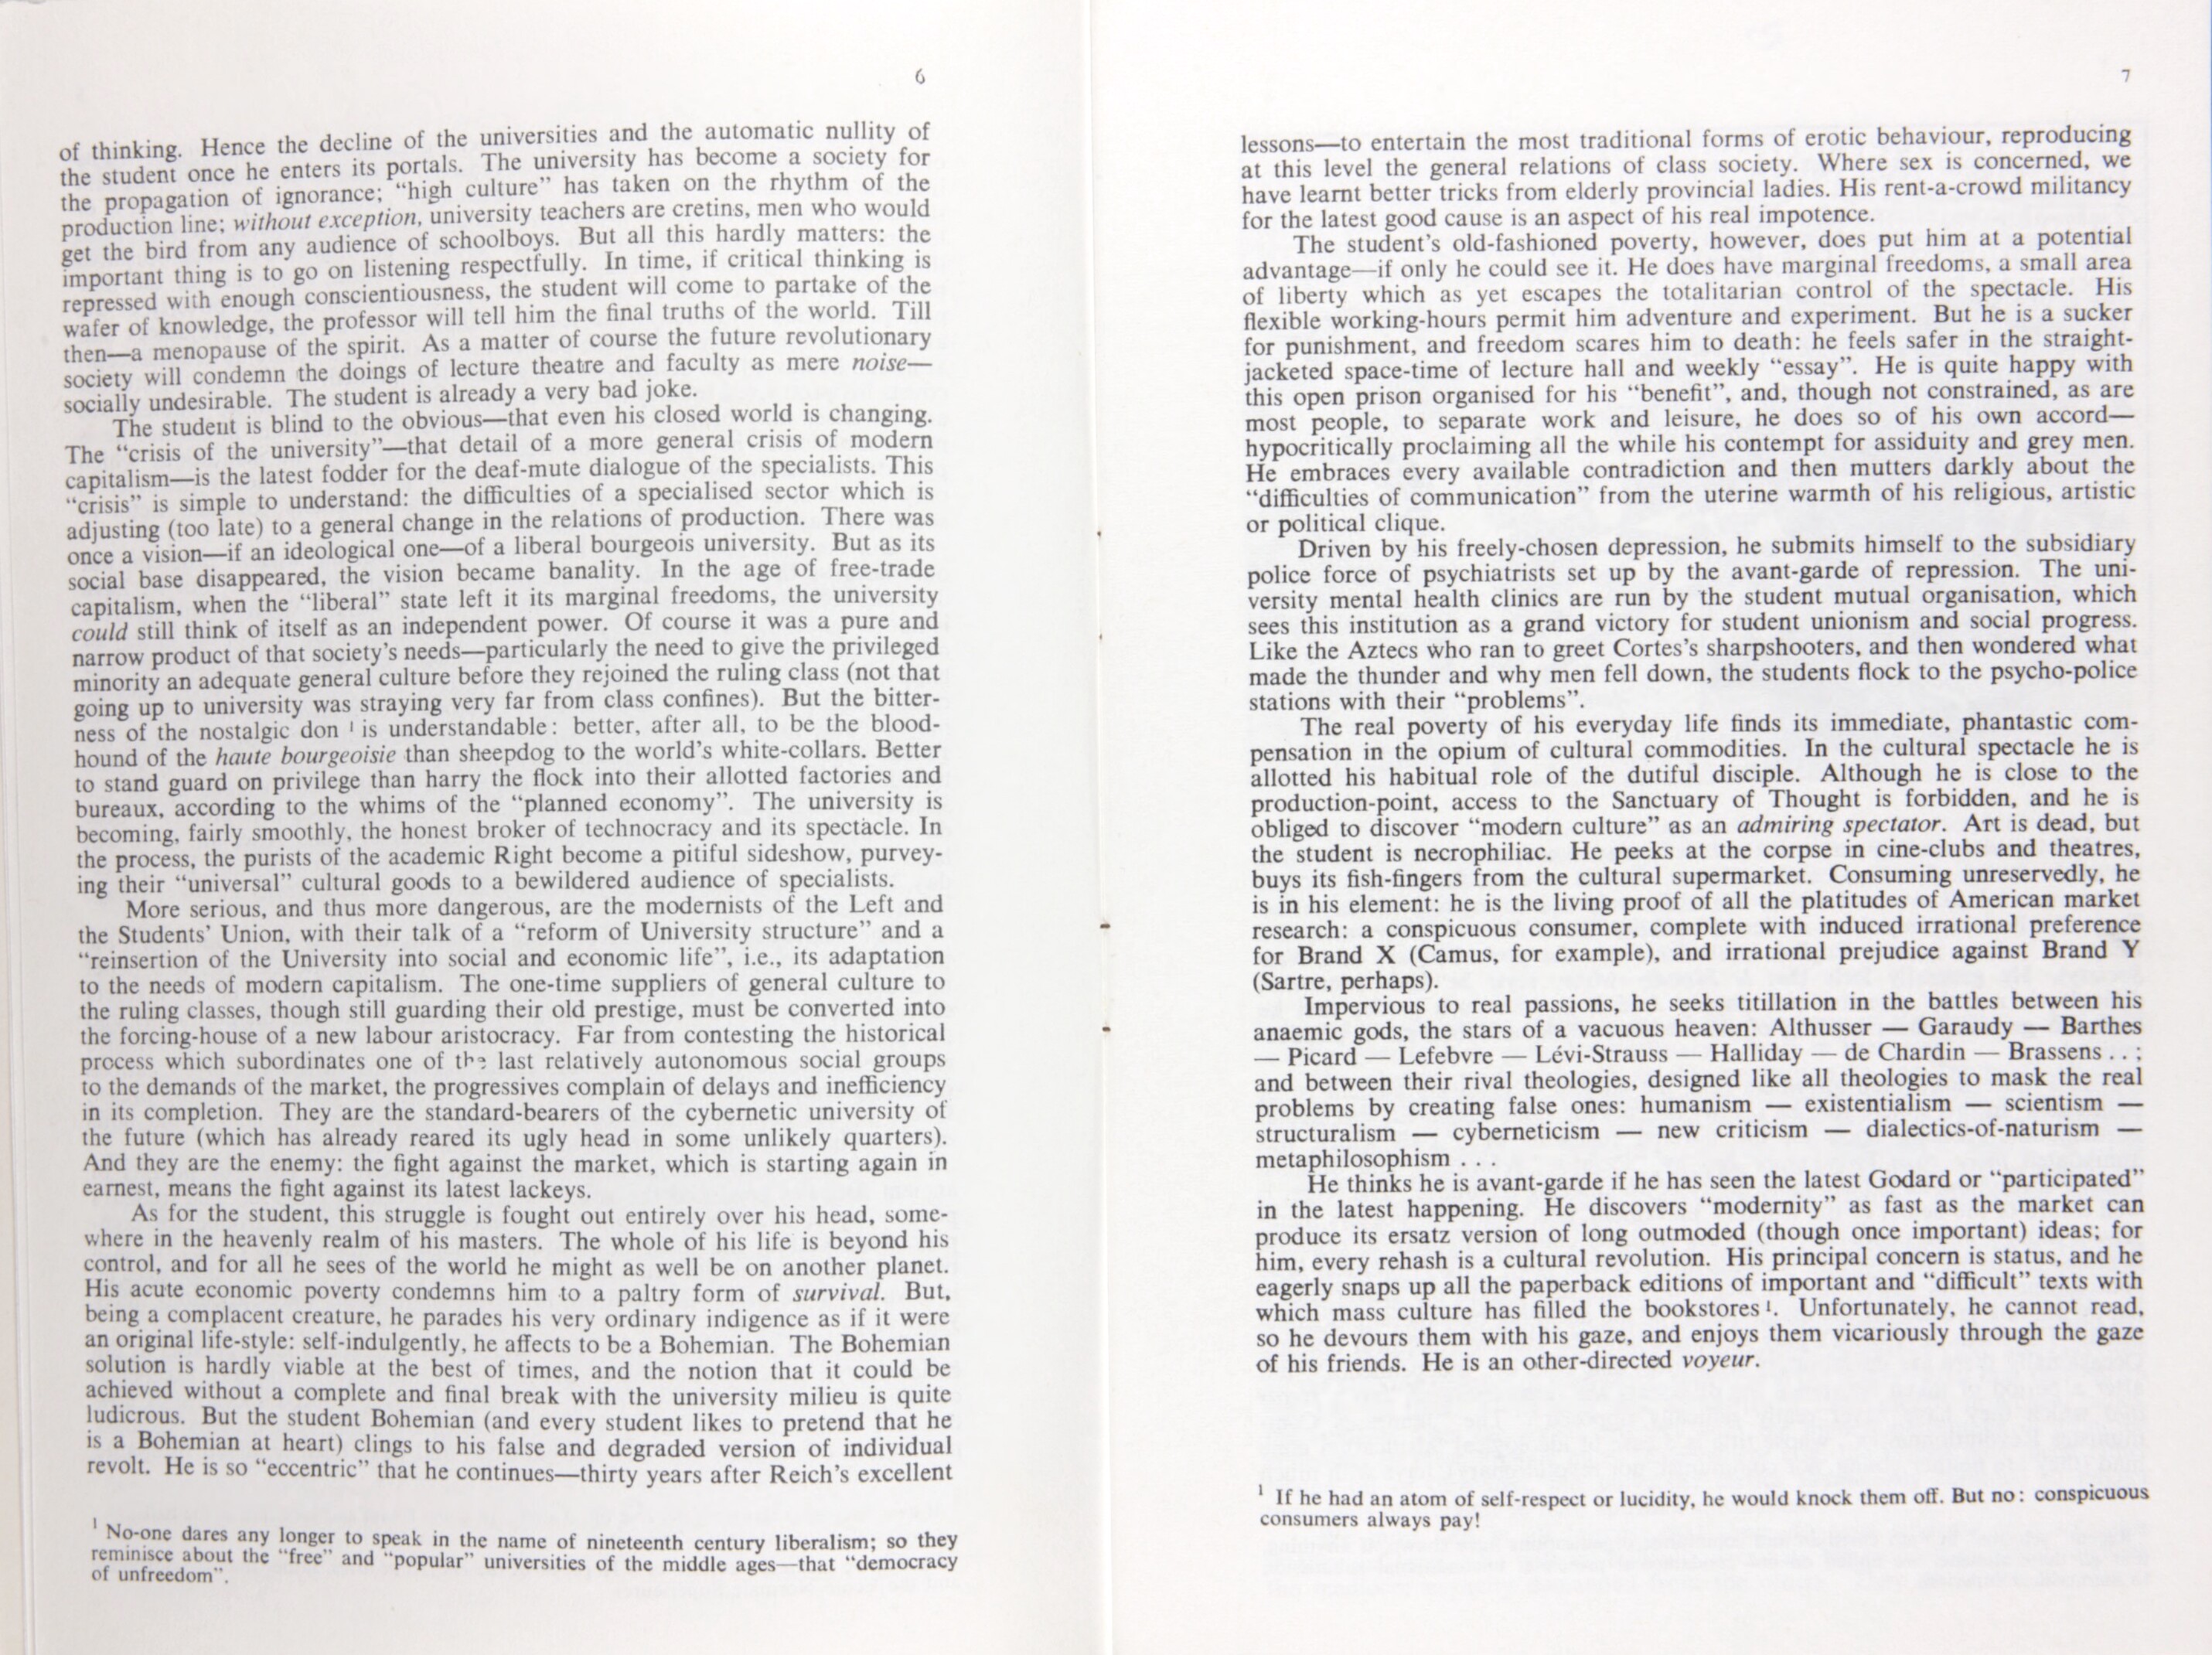 6
of thinking. Hence the decline of the universities and the automatic nullity of
the student once he enters its portals. The university has become a society for
the propagation of ignorance; “high culture” has taken on the rhythm of the
production line; without exception, university teachers are cretins, men who would
get the bird from any audience of schoolboys. But all this hardly matters: the
important thing is to go on listening respectfully. In time, if critical thinking is
repressed with enough conscientiousness, the student will come to partake of the
wafer of knowledge, the professor will tell him the final truths of the world. Till
then—a menopause of the spirit. As a matter of course the future revolutionary
society will condemn the doings of lecture theatre and faculty as mere noise—
socially undesirable. The student is already a very bad joke.
The student is blind to the obvious—that even his closed world is changing.
The “crisis of the university”—that detail of a more general crisis of modern
capitalism—is the latest fodder for the deaf-mute dialogue of the specialists. This
“crisis” is simple to understand: the difficulties of a specialised sector which is
adjusting (too late) to a general change in the relations of production. There was
once a vision—if an ideological one—of a liberal bourgeois university. But as its
social base disappeared, the vision became banality. In the age of free-trade
capitalism, when the “liberal” state left it its marginal freedoms, the university
could still think of itself as an independent power. Of course it was a pure and
narrow product of that society’s needs—particularly the need to give the privileged
minority an adequate general culture before they rejoined the ruling class (not that
going up to university was straying very far from class confines). But the bitter-
ness of the nostalgic don ¹ is understandable: better, after all, to be the blood-
hound of the haute bourgeoisie than sheepdog to the world’s white-collars. Better
to stand guard on privilege than harry the flock into their allotted factories and
bureaux, according to the whims of the “planned economy”. The university is
becoming, fairly smoothly, the honest broker of technocracy and its spectacle. In
the process, the purists of the academic Right become a pitiful sideshow, purvey-
ing their “universal” cultural goods to a bewildered audience of specialists.
More serious, and thus more dangerous, are the modernists of the Left and
the Students’ Union, with their talk of a “reform of University structure” and a
“reinsertion of the University into social and economic life”, i.e., its adaptation
to the needs of modern capitalism. The one-time suppliers of general culture to
the ruling classes, though still guarding their old prestige, must be converted into
the forcing-house of a new labour aristocracy. Far from contesting the historical
process which subordinates one of the last relatively autonomous social groups
to the demands of the market, the progressives complain of delays and inefficiency
in its completion. They are the standard-bearers of the cybernetic university of
the future (which has already reared its ugly head in some unlikely quarters).
And they are the enemy: the fight against the market, which is starting again in
earnest, means the fight against its latest lackeys.
As for the student, this struggle is fought out entirely over his head, some-
where in the heavenly realm of his masters. The whole of his life is beyond his
control, and for all he sees of the world he might as well be on another planet.
His acute economic poverty condemns him to a paltry form of survival. But,
being a complacent creature, he parades his very ordinary indigence as if it were
an original life-style: self-indulgently, he affects to be a Bohemian. The Bohemian
solution is hardly viable at the best of times, and the notion that it could be
achieved without a complete and final break with the university milieu is quite
ludicrous. But the student Bohemian (and every student likes to pretend that he
is a Bohemian at heart) clings to his false and degraded version of individual
revolt. He is so “eccentric” that he continues—thirty years after Reich’s excellent
¹ No-one dares any longer to speak in the name of nineteenth century liberalism; so they
reminisce about the “free” and “popular” universities of the middle ages—that “democracy
of unfreedom”.
7
lessons—to entertain the most traditional forms of erotic behaviour, reproducing
at this level the general relations of class society. Where sex is concerned, we
have learnt better tricks from elderly provincial ladies. His rent-a-crowd militancy
for the latest good cause is an aspect of his real impotence.
The student’s old-fashioned poverty, however, does put him at a potential
advantage—if only he could see it. He does have marginal freedoms, a small area
of liberty which as yet escapes the totalitarian control of the spectacle. His
flexible working-hours permit him adventure and experiment. But he is a sucker
for punishment, and freedom scares him to death: he feels safer in the straight-
jacketed space-time of lecture hall and weekly “essay”. He is quite happy with
this open prison organised for his “benefit”, and, though not constrained, as are
most people, to separate work and leisure, he does so of his own accord—
hypocritically proclaiming all the while his contempt for assiduity and grey men.
He embraces every available contradiction and then mutters darkly about the
“difficulties of communication” from the uterine warmth of his religious, artistic
or political clique.
Driven by his freely-chosen depression, he submits himself to the subsidiary
police force of psychiatrists set up by the avant-garde of repression. The uni-
versity mental health clinics are run by the student mutual organisation, which
sees this institution as a grand victory for student unionism and social progress.
Like the Aztecs who ran to greet Cortes’s sharpshooters, and then wondered what
made the thunder and why men fell down, the students flock to the psycho-police
stations with their “problems”.
The real poverty of his everyday life finds its immediate, phantastic com-
pensation in the opium of cultural commodities. In the cultural spectacle he is
allotted his habitual role of the dutiful disciple. Although he is close to the
production-point, access to the Sanctuary of Thought is forbidden, and he is
obliged to discover “modern culture” as an admiring spectator. Art is dead, but
the student is necrophiliac. He peeks at the corpse in cine-clubs and theatres,
buys its fish-fingers from the cultural supermarket. Consuming unreservedly, he
is in his element: he is the living proof of all the platitudes of American market
research: a conspicuous consumer, complete with induced irrational preference
for Brand X (Camus, for example), and irrational prejudice against Brand Y
(Sartre, perhaps).
Impervious to real passions, he seeks titillation in the battles between his
anaemic gods, the stars of a vacuous heaven: Althusser — Garaudy — Barthes
— Picard — Lefebvre — Lévi-Strauss — Halliday — de Chardin — Brassens . . ;
and between their rival theologies, designed like all theologies to mask the real
problems by creating false ones: humanism — existentialism — scientism —
structuralism — cyberneticism — new criticism — dialectics-of-naturism —
metaphilosophism . . .
He thinks he is avant-garde if he has seen the latest Godard or “participated”
in the latest happening. He discovers “modernity” as fast as the market can
produce its ersatz version of long outmoded (though once important) ideas; for
him, every rehash is a cultural revolution. His principal concern is status, and he
eagerly snaps up all the paperback editions of important and “difficult” texts with
which mass culture has filled the bookstores ¹. Unfortunately, he cannot read,
so he devours them with his gaze, and enjoys them vicariously through the gaze
of his friends. He is an other-directed voyeur.
¹ If he had an atom of self-respect or lucidity, he would knock them off. But no: conspicuous
consumers always pay!